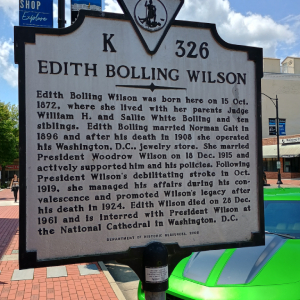 SHOP
Explore
K 326
EDITH BOLLING WILSON
Edith Bolling Wilson was born here on 15 Oct.
1872, where she lived with her parents Judge
William H. and Sallie White Bolling and ten
siblings. Edith Bolling married Norman Galt in
1896 and after his death in 1908 she operated
his Washington, D.C., jewelry store. She married
President Woodrow Wilson on 18 Dec. 1915 and
actively supported him and his policies. Following
President Wilson's debilitating stroke in Oct.
1919, she managed his affairs during his con-
valescence and promoted Wilson's legacy after
his death in 1924. Edith Wilson died on 28 Dec.
1961 and is interred with President Wilson at
the National Cathedral in Washington, D.C.
DEPARTMENT OF HISTORIC RESOURCES, 2008